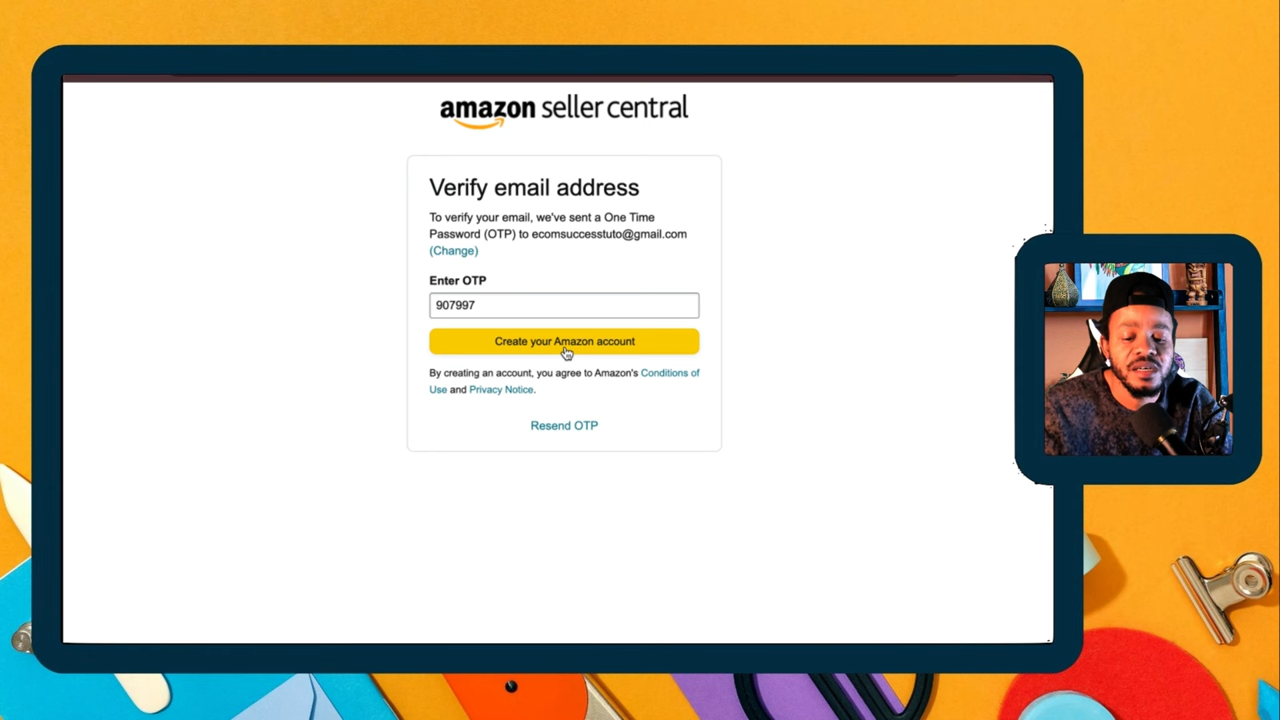 amazon seller central
Verify email address
To verify your email, we've sent a One Time
Password (OTP) to ecomsuccesstuto@gmail.com
(Change)
Enter OTP
907997
Create your Amazon account
By creating an account, you agree to Amazon's Conditions of
Use and Privacy Notice.
Resend OTP